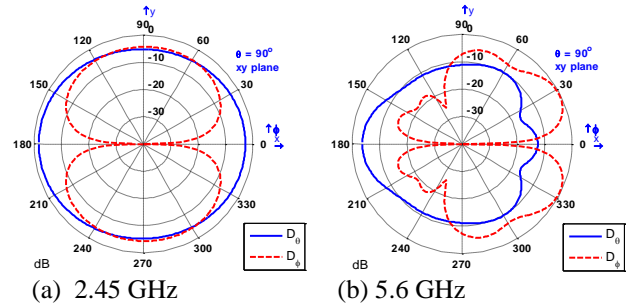 y
90
0
120
60
-10
150
30
-20
-30
180
0
ϕ
x
210
330
240
300
270
dB
θ = 90°
xy plane
D_θ
D_ϕ
(a) 2.45 GHz
y
90
0
120
60
-10
150
30
-20
-30
180
0
ϕ
x
210
330
240
300
270
dB
θ = 90°
xy plane
D_θ
D_ϕ
(b) 5.6 GHz